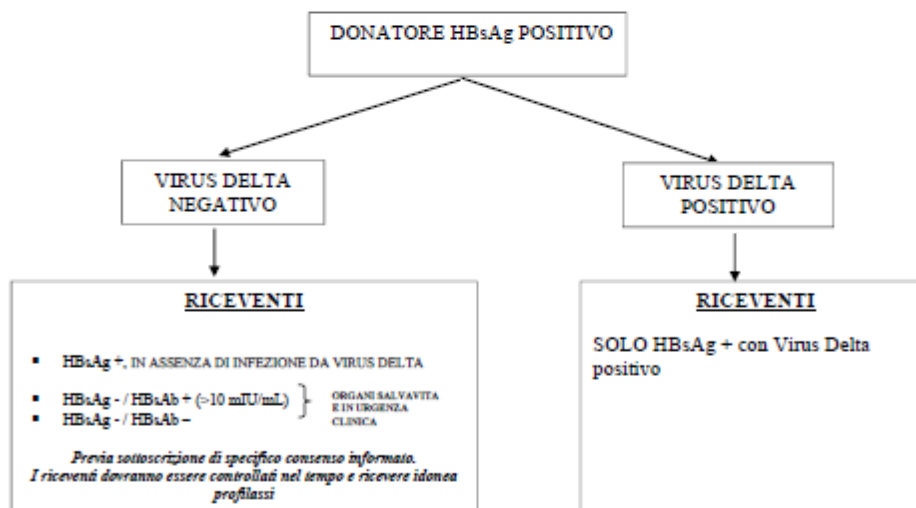 DONATORE HBsAg POSITIVO
VIRUS DELTA
NEGATIVO
VIRUS DELTA
POSITIVO
RICEVENTI
▪ HBsAg +, IN ASSENZA DI INFEZIONE DA VIRUS DELTA
▪ HBsAg - / HBsAb + (>10 mIU/mL)
▪ HBsAg - / HBsAb –
ORGANI SALVAVITA
E IN URGENZA
CLINICA
Previa sottoscrizione di specifico consenso informato.
I riceventi dovranno essere controllati nel tempo e ricevere idonea
profilassi
RICEVENTI
SOLO HBsAg + con Virus Delta
positivo